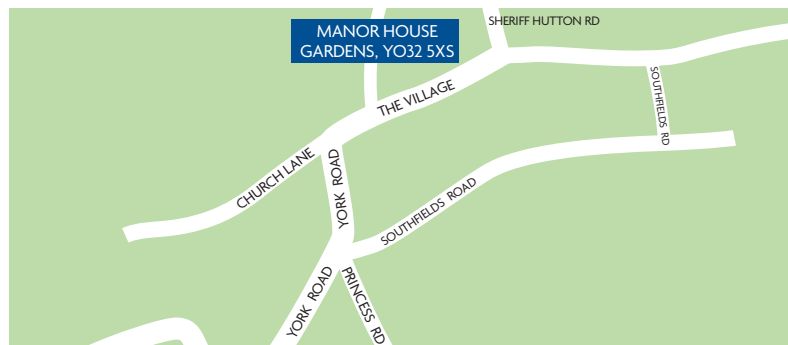 SHERIFF HUTTON RD
MANOR HOUSE
GARDENS, YO32 5XS
THE VILLAGE
SOUTHFIELDS RD
CHURCH LANE
YORK ROAD
SOUTHFIELDS ROAD
YORK ROAD
PRINCESS RD